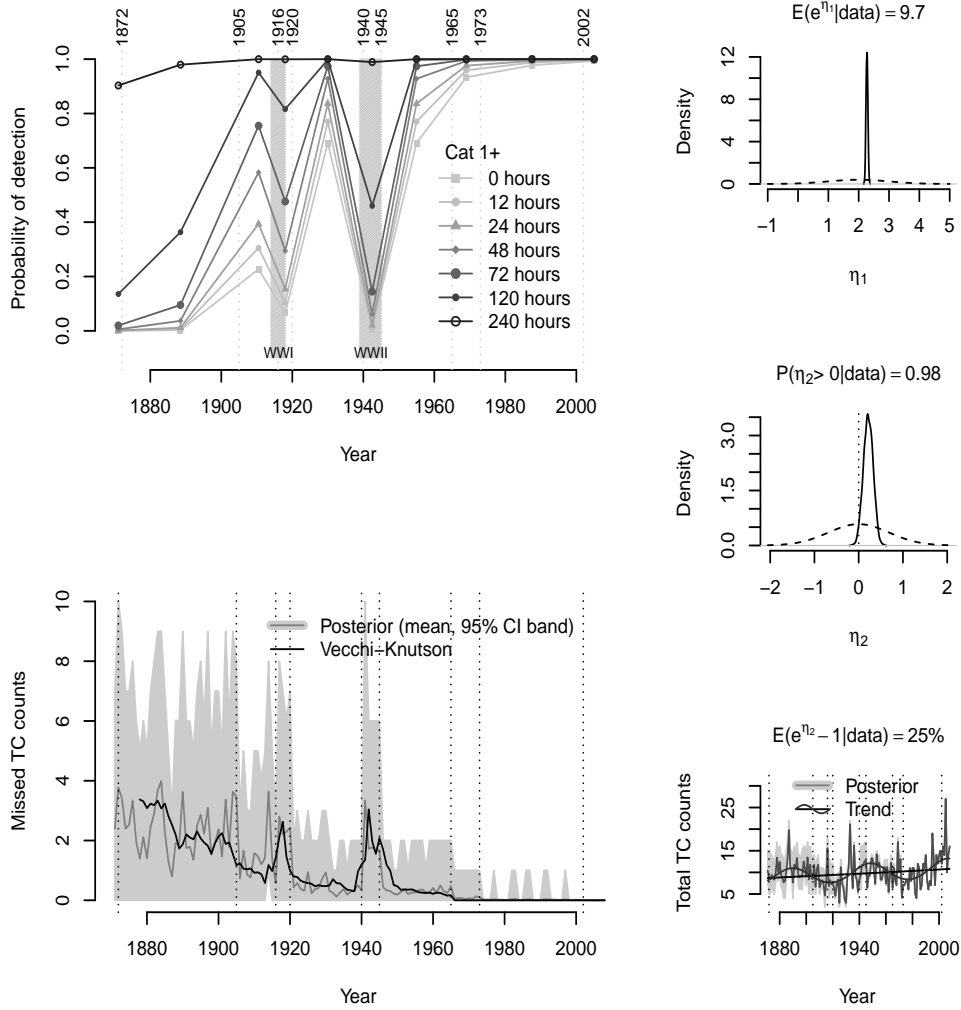 1872
1905
1916
1920
1940
1945
1965
1973
2002
Probability of detection
0.0
0.2
0.4
0.6
0.8
1.0
Cat 1+
0 hours
12 hours
24 hours
48 hours
72 hours
120 hours
240 hours
WWI
WWII
1880 1900 1920 1940 1960 1980 2000
Year
E(e^η1|data) = 9.7
Density
0 4 8 12
−1 1 2 3 4 5
η1
P(η2> 0|data) = 0.98
Density
0.0 1.5 3.0
−2 −1 0 1 2
η2
Missed TC counts
0 2 4 6 8 10
Posterior (mean, 95% CI band)
Vecchi−Knutson
1880 1900 1920 1940 1960 1980 2000
Year
E(e^η2 − 1|data) = 25%
Total TC counts
5 15 25
Posterior
Trend
1880 1940 2000
Year